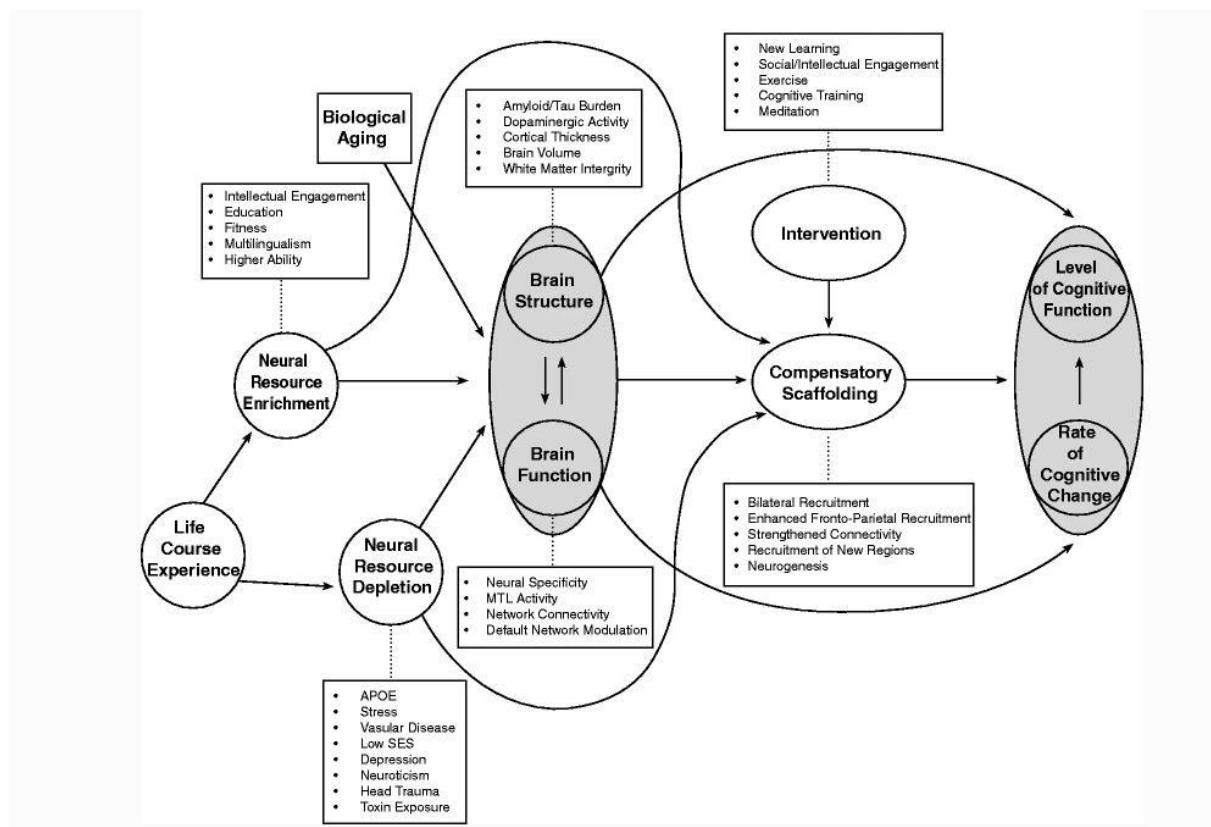 • New Learning
• Social/Intellectual Engagement
• Exercise
• Cognitive Training
• Meditation
Biological
Aging
• Amyloid/Tau Burden
• Dopaminergic Activity
• Cortical Thickness
• Brain Volume
• White Matter Intergrity
• Intellectual Engagement
• Education
• Fitness
• Multilingualism
• Higher Ability
Intervention
Brain
Structure
Level
of Cognitive
Function
Neural
Resource
Enrichment
Compensatory
Scaffolding
Brain
Function
Rate
of
Cognitive
Change
Life
Course
Experience
Neural
Resource
Depletion
• Bilateral Recruitment
• Enhanced Fronto-Parietal Recruitment
• Strengthened Connectivity
• Recruitment of New Regions
• Neurogenesis
• Neural Specificity
• MTL Activity
• Network Connectivity
• Default Network Modulation
• APOE
• Stress
• Vasular Disease
• Low SES
• Depression
• Neuroticism
• Head Trauma
• Toxin Exposure